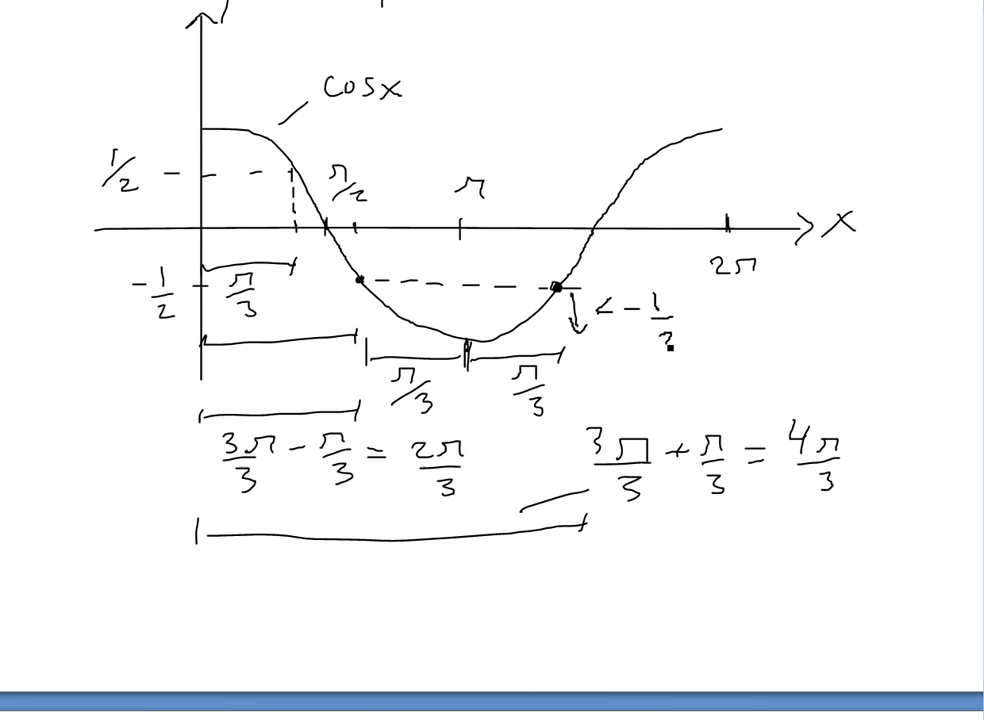 cos x
1/2
π/2
π
x
2π
-1/2
π/3
< -1/2
π/3
π/3
3π/3 - π/3 = 2π/3
3π/3 + π/3 = 4π/3